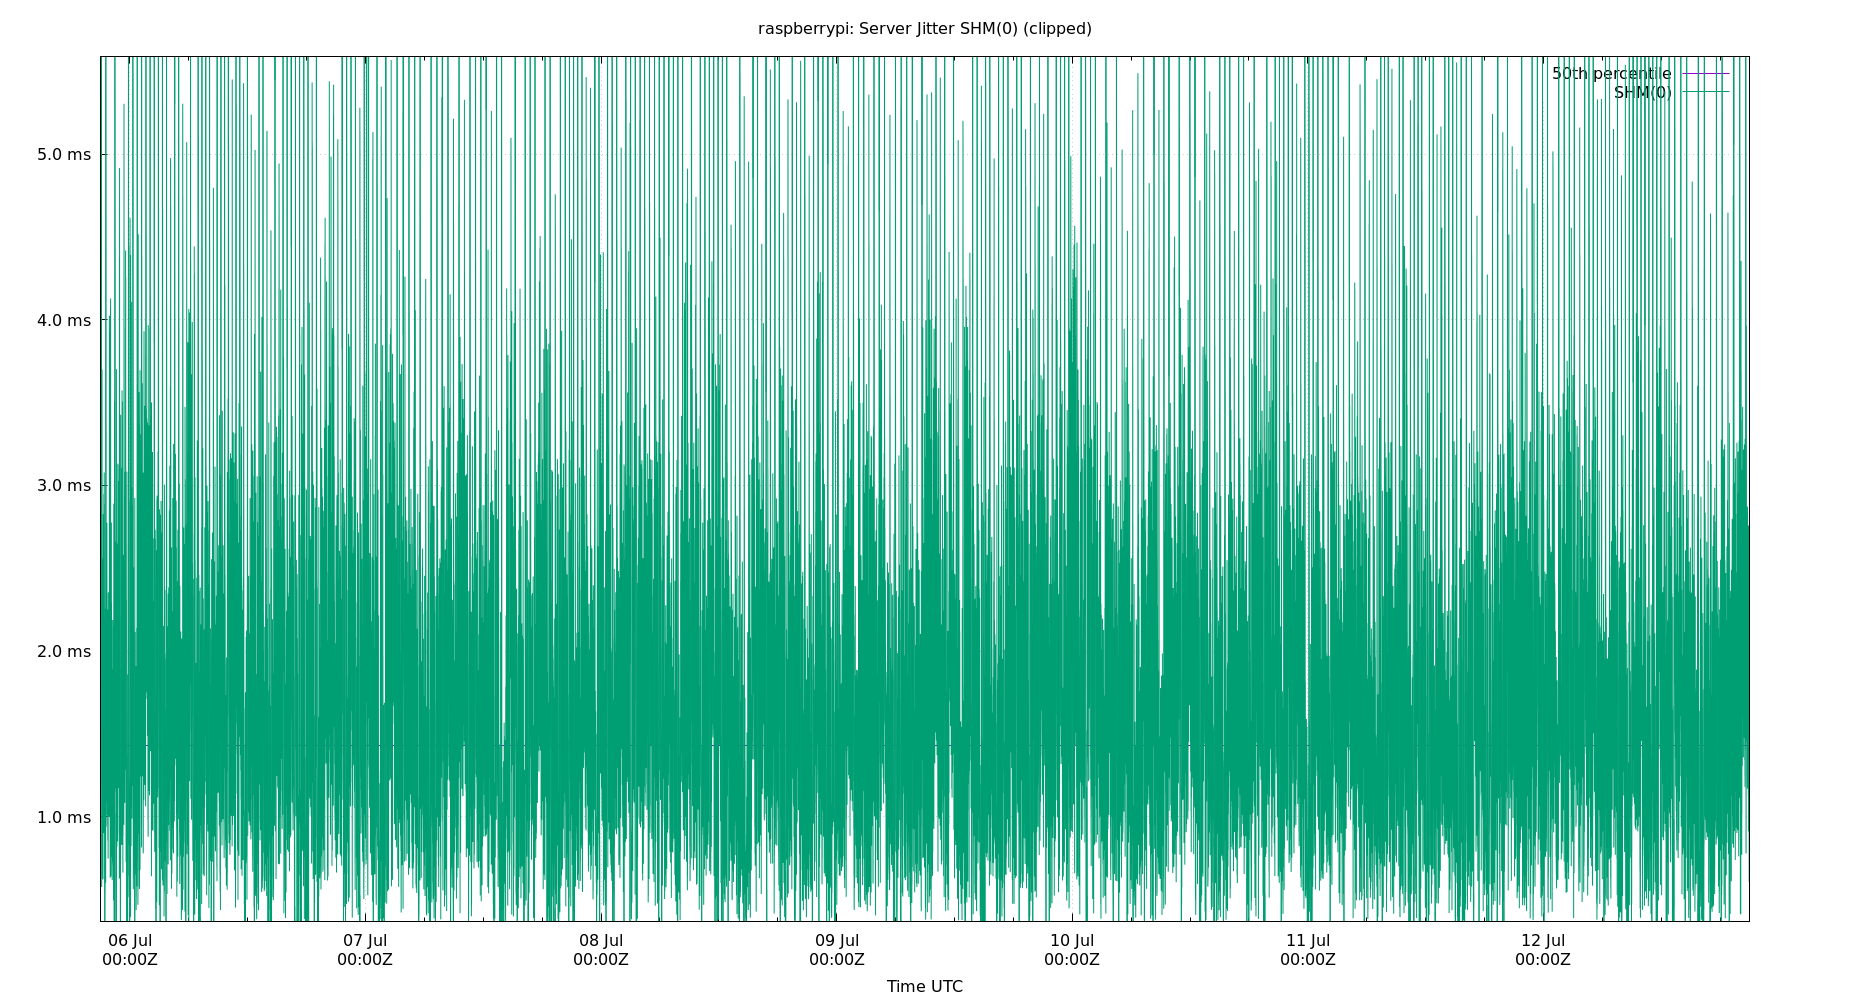 raspberrypi: Server Jitter SHM(0) (clipped)
50th percentile
SHM(0)
5.0 ms
4.0 ms
3.0 ms
2.0 ms
1.0 ms
06 Jul 07 Jul 08 Jul 09 Jul 10 Jul 11 Jul 12 Jul
00:00Z 00:00Z 00:00Z 00:00Z 00:00Z 00:00Z 00:00Z
Time UTC